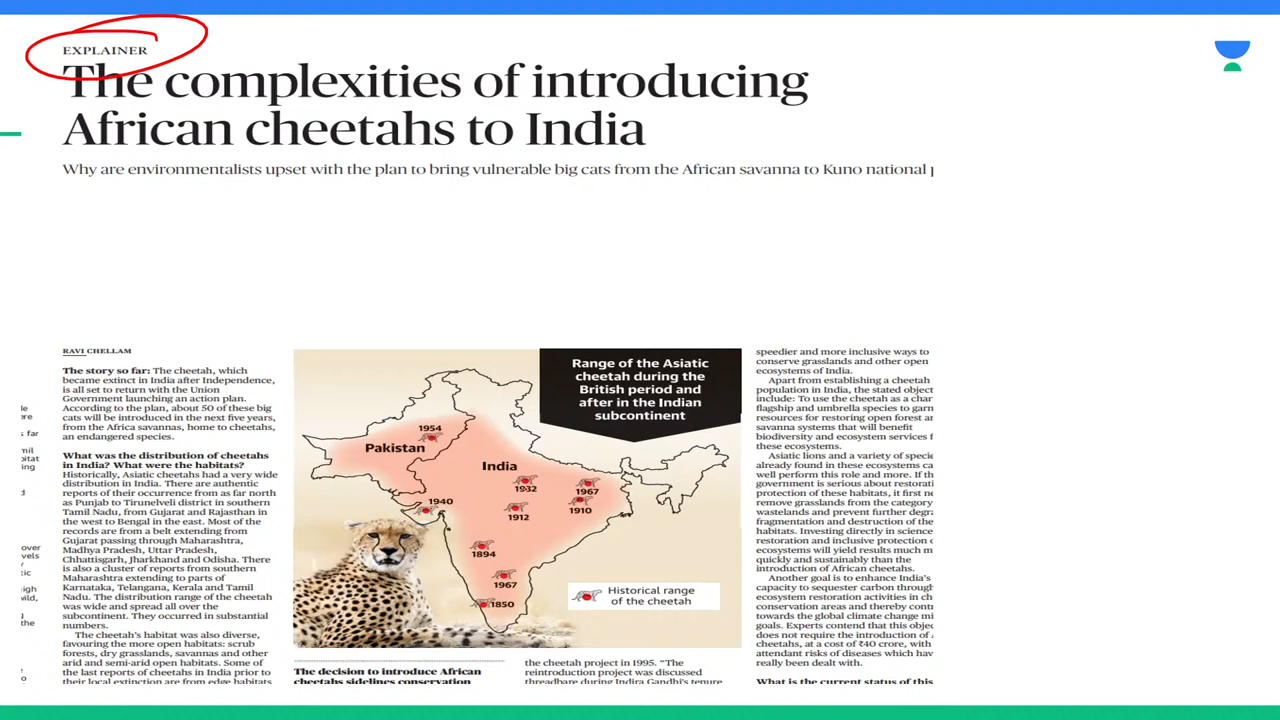 EXPLAINER
The complexities of introducing
African cheetahs to India
Why are environmentalists upset with the plan to bring vulnerable big cats from the African savanna to Kuno national
RAVI CHELLAM
The story so far: The cheetah, which
became extinct in India after Independence,
is all set to return with the Union
Government launching an action plan.
According to the plan, about 50 of these big
cats will be introduced in the next five years,
from the Africa savannas, home to cheetahs,
an endangered species.
What was the distribution of cheetahs
in India? What were the habitats?
Historically, Asiatic cheetahs had a very wide
distribution in India. There are authentic
reports of their occurrence from as far north
as Punjab to Tirunelveli district in southern
Tamil Nadu, from Gujarat and Rajasthan in
the west to Bengal in the east. Most of the
records are from a belt extending from
Gujarat passing through Maharashtra,
Madhya Pradesh, Uttar Pradesh,
Chhattisgarh, Jharkhand and Odisha. There
is also a cluster of reports from southern
Maharashtra extending to parts of
Karnataka, Telangana, Kerala and Tamil
Nadu. The distribution range of the cheetah
was wide and spread all over the
subcontinent. They occurred in substantial
numbers.
The cheetah's habitat was also diverse,
favouring the more open habitats: scrub
forests, dry grasslands, savannas and other
arid and semi-arid open habitats. Some of
the last reports of cheetahs in India prior to
their local extinction are from edge habitats
Range of the Asiatic
cheetah during the
British period and
after in the Indian
subcontinent
1954
Pakistan
India
1932
1967
1940
1910
1912
1894
1967
1850
Historical range
of the cheetah
The decision to introduce African
cheetahs sidelines conservation
the cheetah project in 1995. “The
reintroduction project was discussed
threadbare during Indira Gandhi's tenure
speedier and more inclusive ways to
conserve grasslands and other open
ecosystems of India.
Apart from establishing a cheetah
population in India, the stated object
include: To use the cheetah as a char
flagship and umbrella species to garn
resources for restoring open forest an
savanna systems that will benefit
biodiversity and ecosystem services f
these ecosystems.
Asiatic lions and a variety of specie
already found in these ecosystems ca
well perform this role and more. If th
government is serious about restorati
protection of these habitats, it first ne
remove grasslands from the category
wastelands and prevent further degra
fragmentation and destruction of the
habitats. Investing directly in science
restoration and inclusive protection o
ecosystems will yield results much m
quickly and sustainably than the
introduction of African cheetahs.
Another goal is to enhance India's
capacity to sequester carbon through
ecosystem restoration activities in ch
conservation areas and thereby contr
towards the global climate change mi
goals. Experts contend that this objec
does not require the introduction of
cheetahs, at a cost of ₹40 crore, with
attendant risks of diseases which hav
really been dealt with.
What is the current status of this